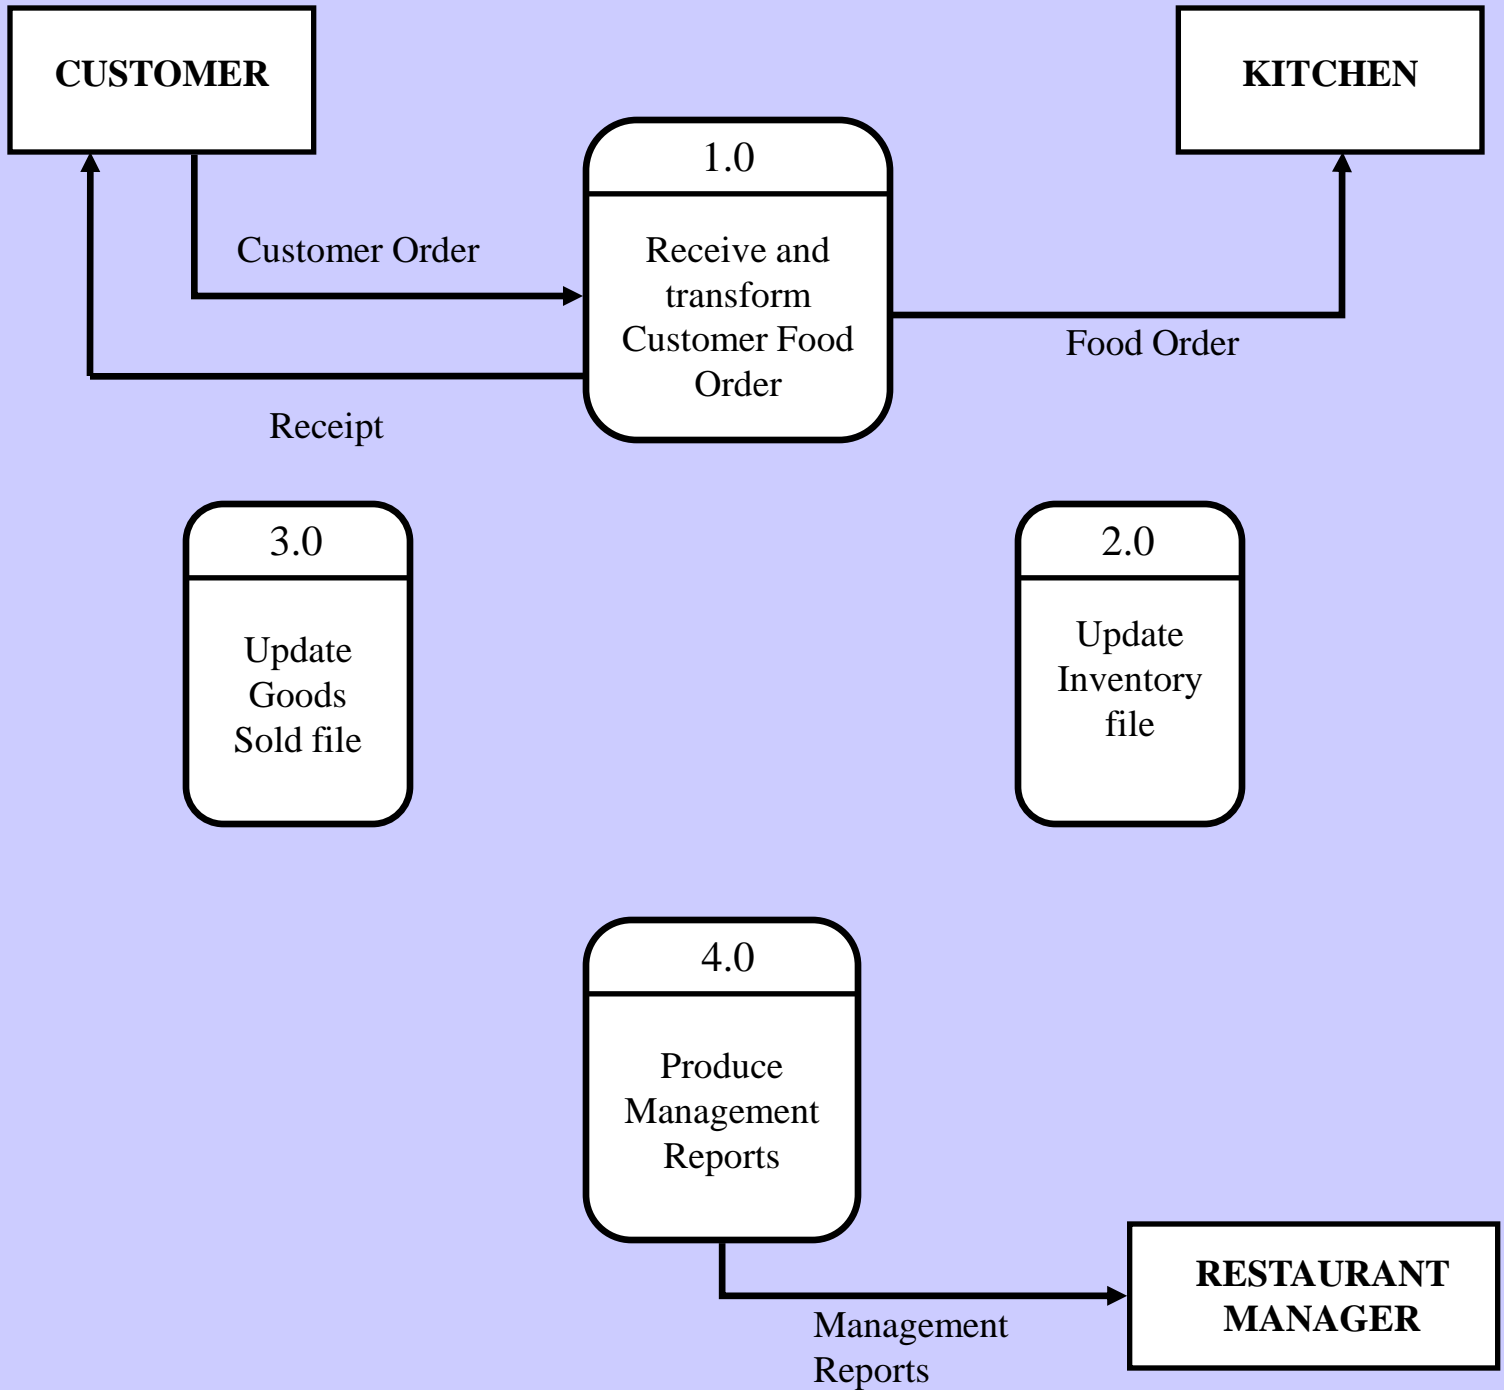 CUSTOMER
KITCHEN
1.0
Receive and
transform
Customer Food
Order
Customer Order
Food Order
Receipt
3.0
Update
Goods
Sold file
2.0
Update
Inventory
file
4.0
Produce
Management
Reports
RESTAURANT
MANAGER
Management
Reports